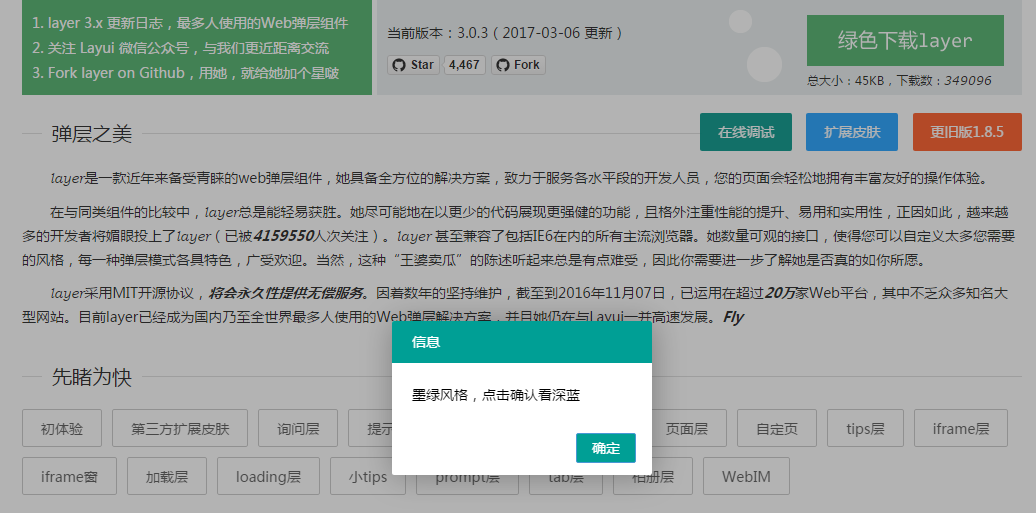 1. layer 3.x 更新日志，最多人使用的Web弹层组件
2. 关注 Layui 微信公众号，与我们更近距离交流
3. Fork layer on Github，用她，就给她加个星啵
当前版本：3.0.3（2017-03-06 更新）
Star 4,467 Fork
绿色下载layer
总大小：45KB，下载数：349096
弹层之美
在线调试 扩展皮肤 更旧版1.8.5
layer是一款近年来备受青睐的web弹层组件，她具备全方位的解决方案，致力于服务各水平段的开发人员，您的页面会轻松地拥有丰富友好的操作体验。
在与同类组件的比较中，layer总是能轻易获胜。她尽可能地在以更少的代码展现更强健的功能，且格外注重性能的提升、易用和实用性，正因如此，越来越
多的开发者将媚眼投上了layer（已被4159550人次关注）。layer 甚至兼容了包括IE6在内的所有主流浏览器。她数量可观的接口，使得您可以自定义太多您需要
的风格，每一种弹层模式各具特色，广受欢迎。当然，这种“王婆卖瓜”的陈述听起来总是有点难受，因此你需要进一步了解她是否真的如你所愿。
layer采用MIT开源协议，将会永久性提供无偿服务。因着数年的坚持维护，截至到2016年11月07日，已运用在超过20万家Web平台，其中不乏众多知名大
型网站。目前layer已经成为国内乃至全世界最多人使用的Web弹层解决方案，并且她仍在与Layui一并高速发展。Fly
信息
墨绿风格，点击确认看深蓝
确定
先睹为快
初体验 第三方扩展皮肤 询问层 提示 页面层 自定页 tips层 iframe层
iframe窗 加载层 loading层 小tips prompt层 tab层 相册层 WebIM